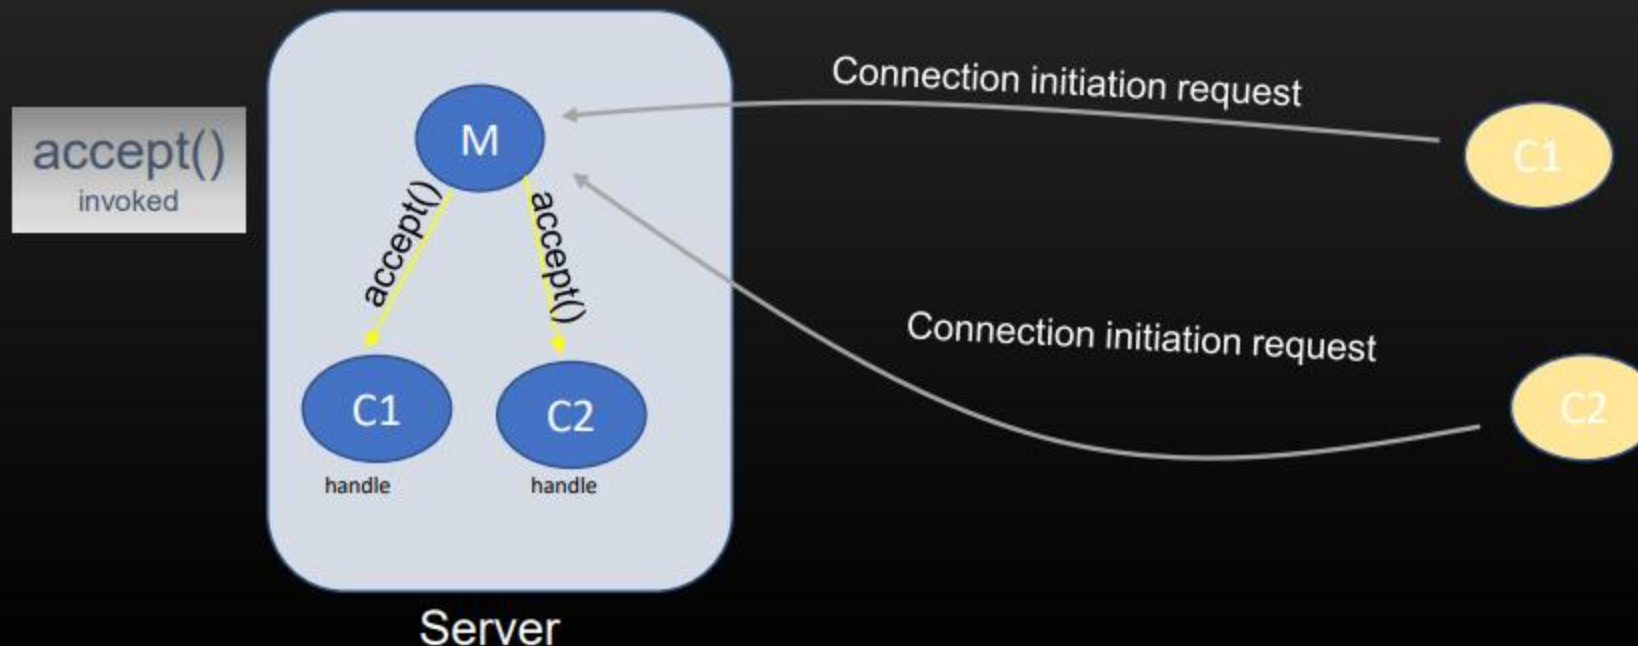 accept()
invoked
M
accept()
accept()
C1
handle
C2
handle
Server
Connection initiation request
C1
Connection initiation request
C2